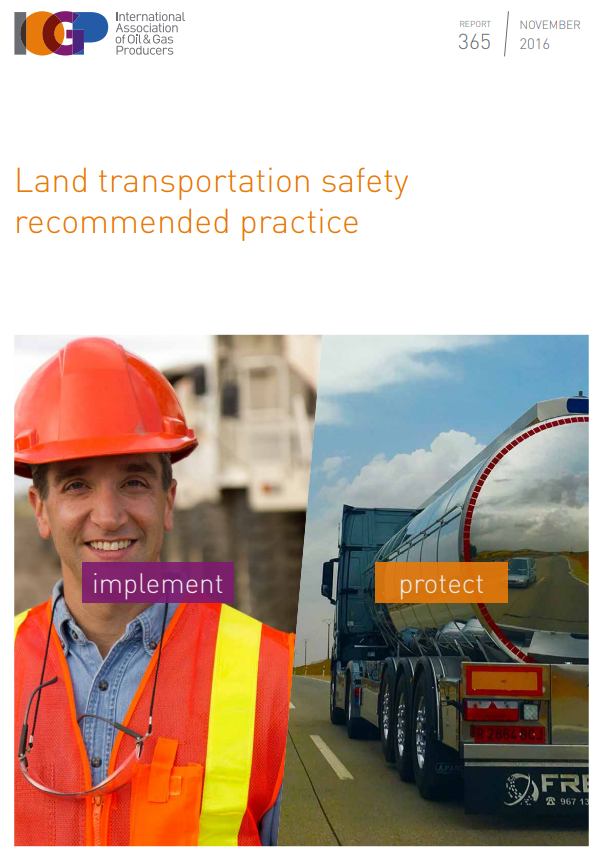 IOGP
International
Association
of Oil & Gas
Producers
REPORT
365
NOVEMBER
2016
Land transportation safety
recommended practice
implement
protect
FRE
967 13